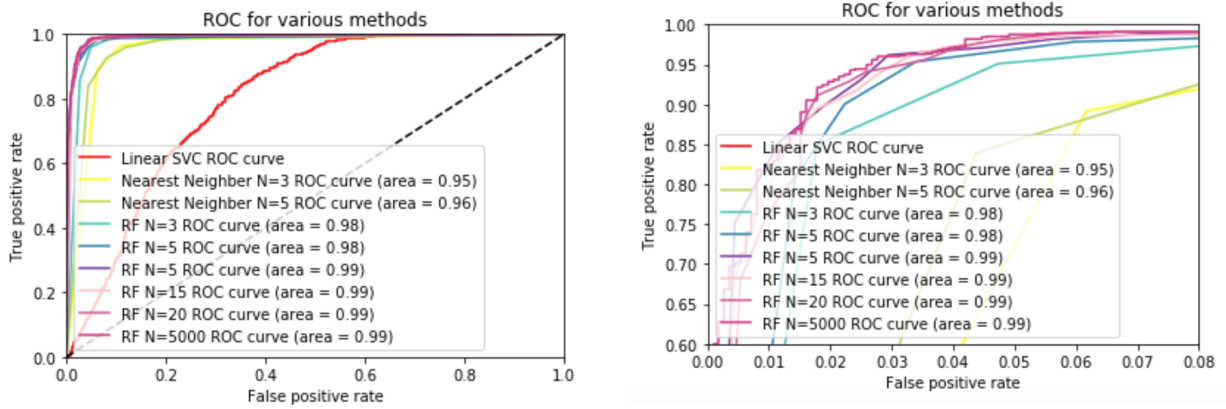 ROC for various methods
True positive rate
1.0
0.8
0.6
0.4
0.2
0.0
Linear SVC ROC curve
Nearest Neighber N=3 ROC curve (area = 0.95)
Nearest Neighber N=5 ROC curve (area = 0.96)
RF N=3 ROC curve (area = 0.98)
RF N=5 ROC curve (area = 0.98)
RF N=5 ROC curve (area = 0.99)
RF N=15 ROC curve (area = 0.99)
RF N=20 ROC curve (area = 0.99)
RF N=5000 ROC curve (area = 0.99)
0.0 0.2 0.4 0.6 0.8 1.0
False positive rate
ROC for various methods
True positive rate
1.00
0.95
0.90
0.85
0.80
0.75
0.70
0.65
0.60
Linear SVC ROC curve
Nearest Neighber N=3 ROC curve (area = 0.95)
Nearest Neighber N=5 ROC curve (area = 0.96)
RF N=3 ROC curve (area = 0.98)
RF N=5 ROC curve (area = 0.98)
RF N=5 ROC curve (area = 0.99)
RF N=15 ROC curve (area = 0.99)
RF N=20 ROC curve (area = 0.99)
RF N=5000 ROC curve (area = 0.99)
0.00 0.01 0.02 0.03 0.04 0.05 0.06 0.07 0.08
False positive rate